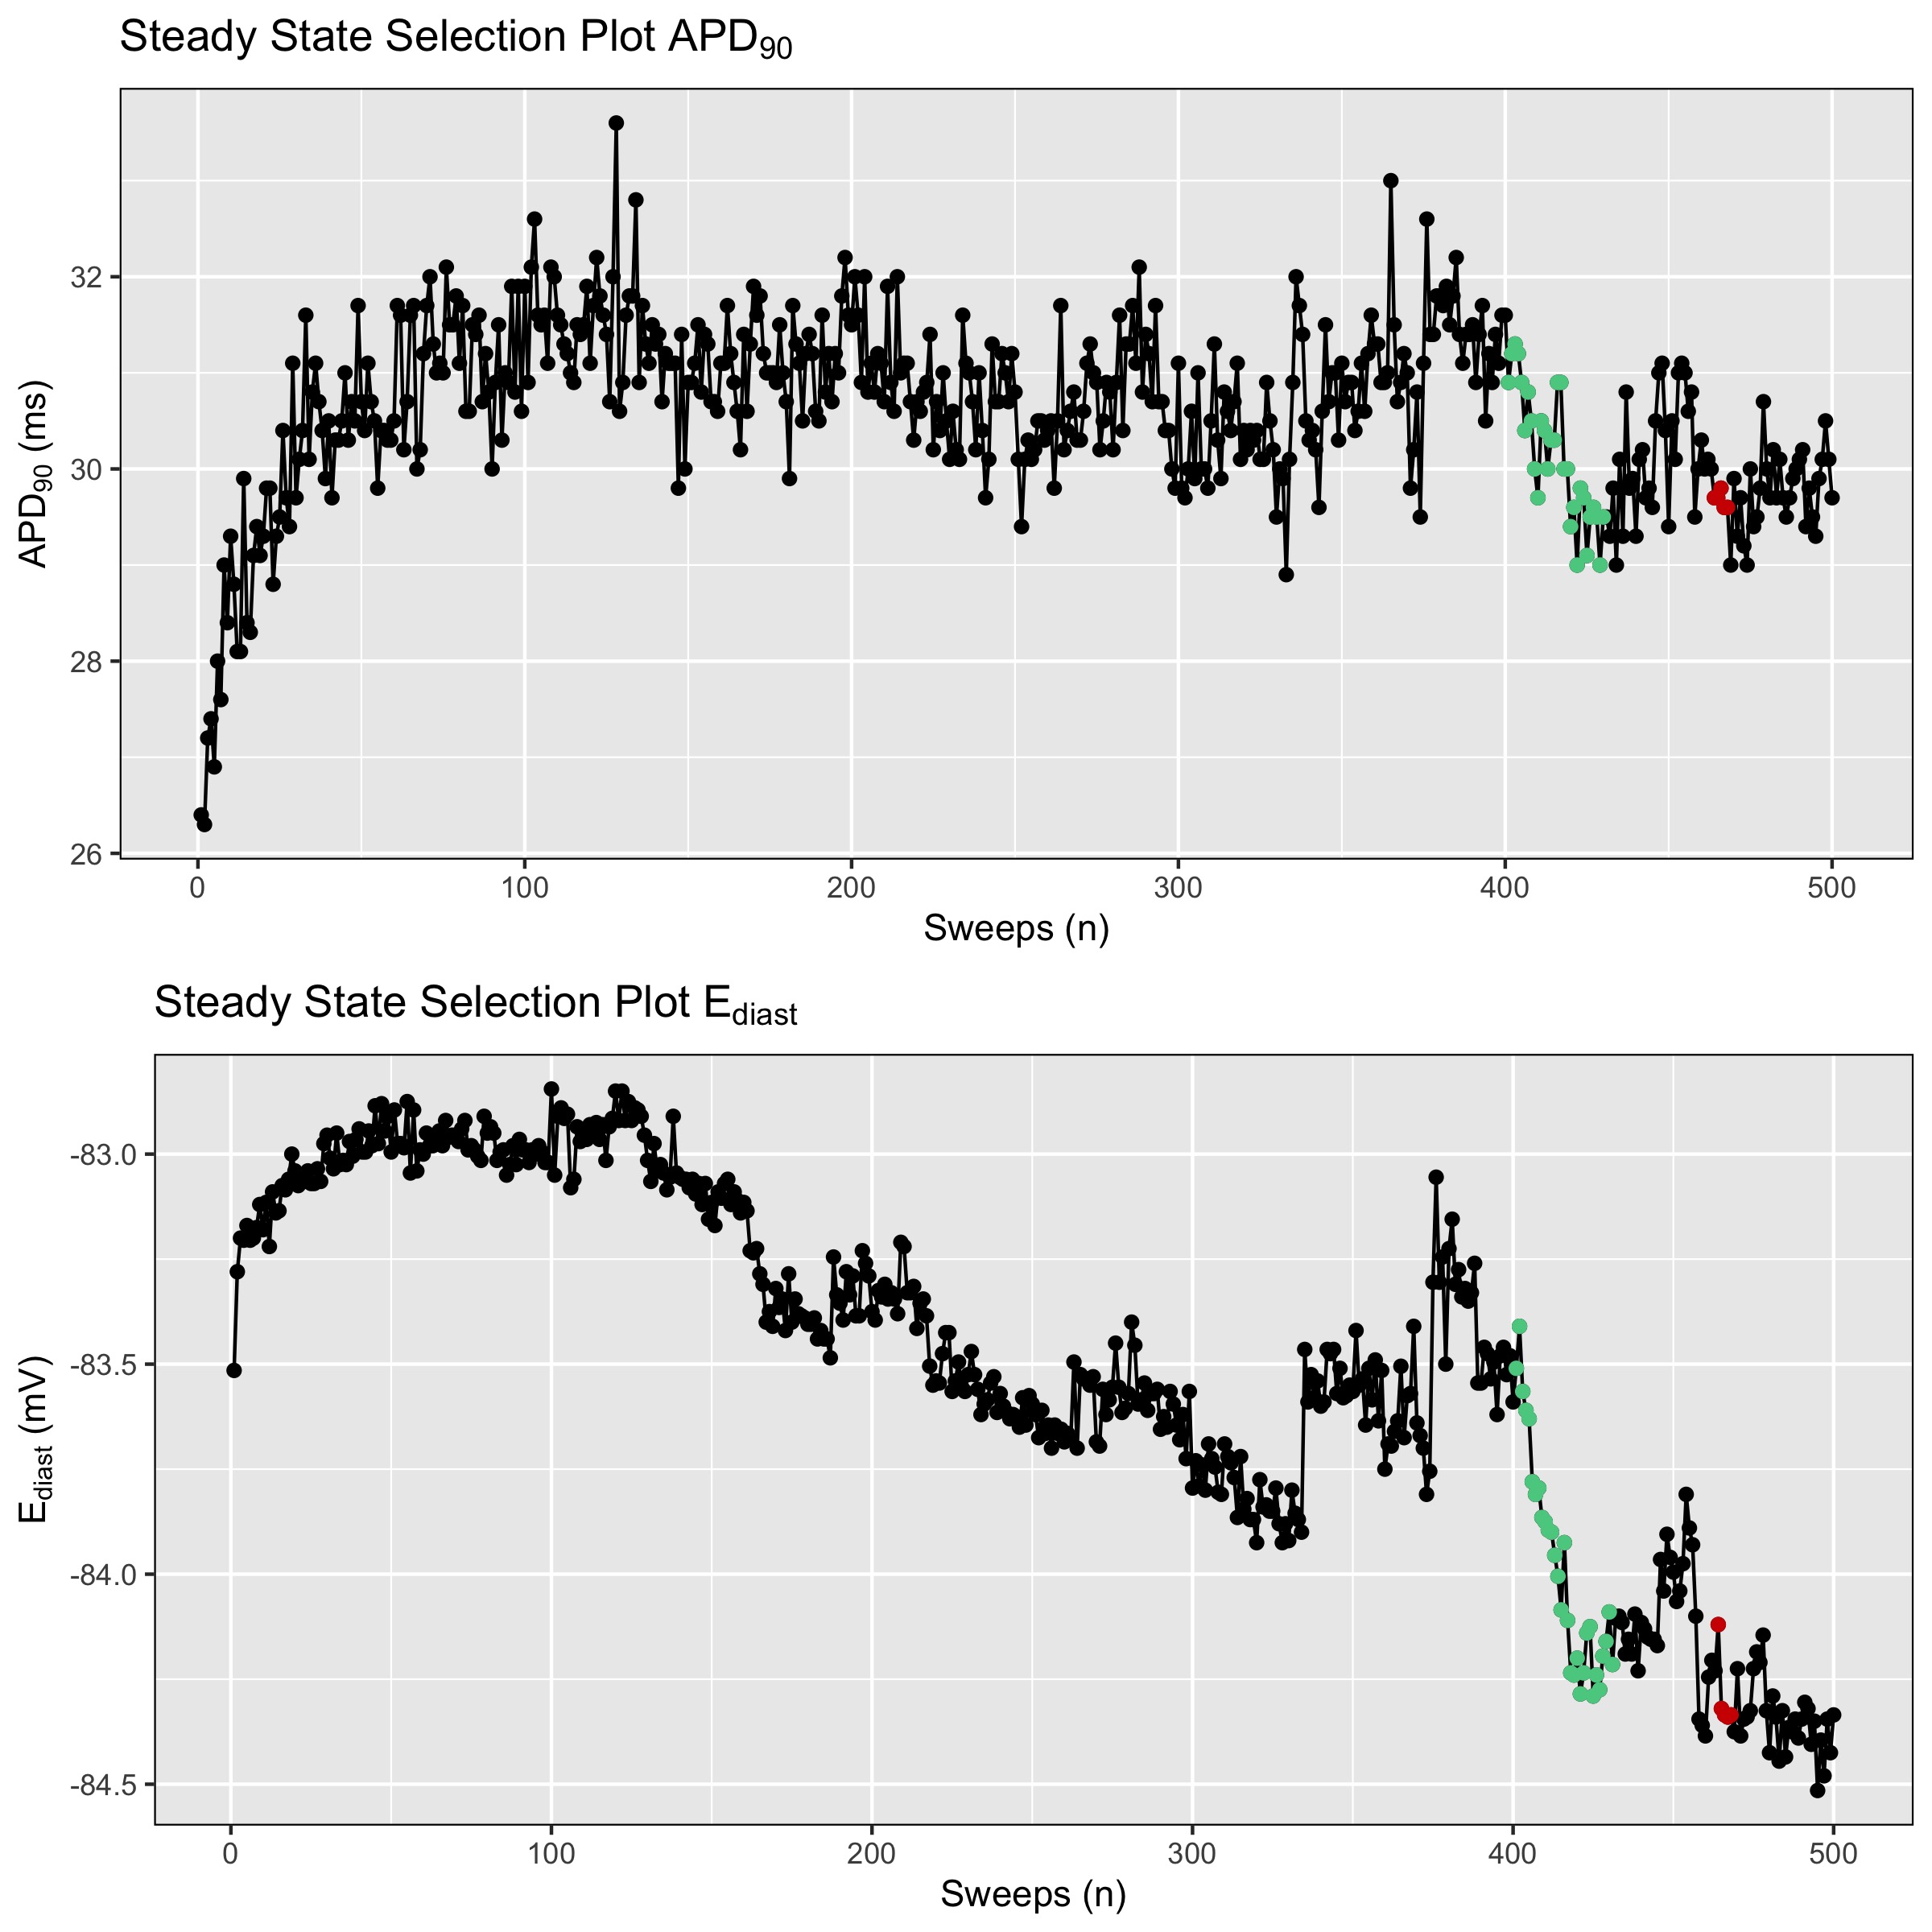 Steady State Selection Plot APD90
APD90 (ms)
32
30
28
26
0 100 200 300 400 500
Sweeps (n)
Steady State Selection Plot Ediast
Ediast (mV)
-83.0
-83.5
-84.0
-84.5
0 100 200 300 400 500
Sweeps (n)